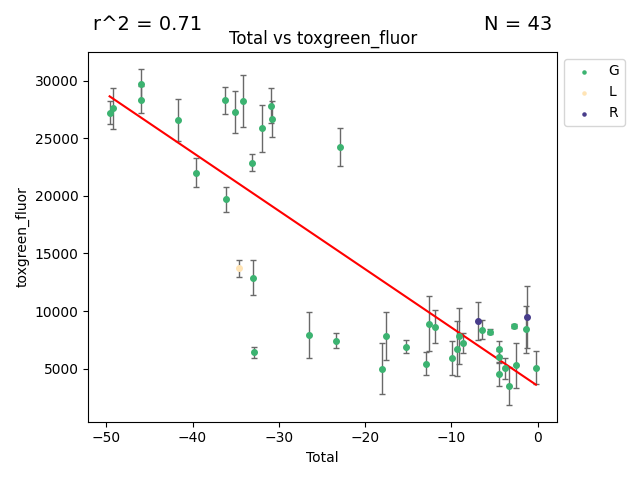 r^2 = 0.71
N = 43
Total vs toxgreen_fluor
G
L
R
30000
25000
20000
15000
10000
5000
toxgreen_fluor
−50
−40
−30
−20
−10
0
Total